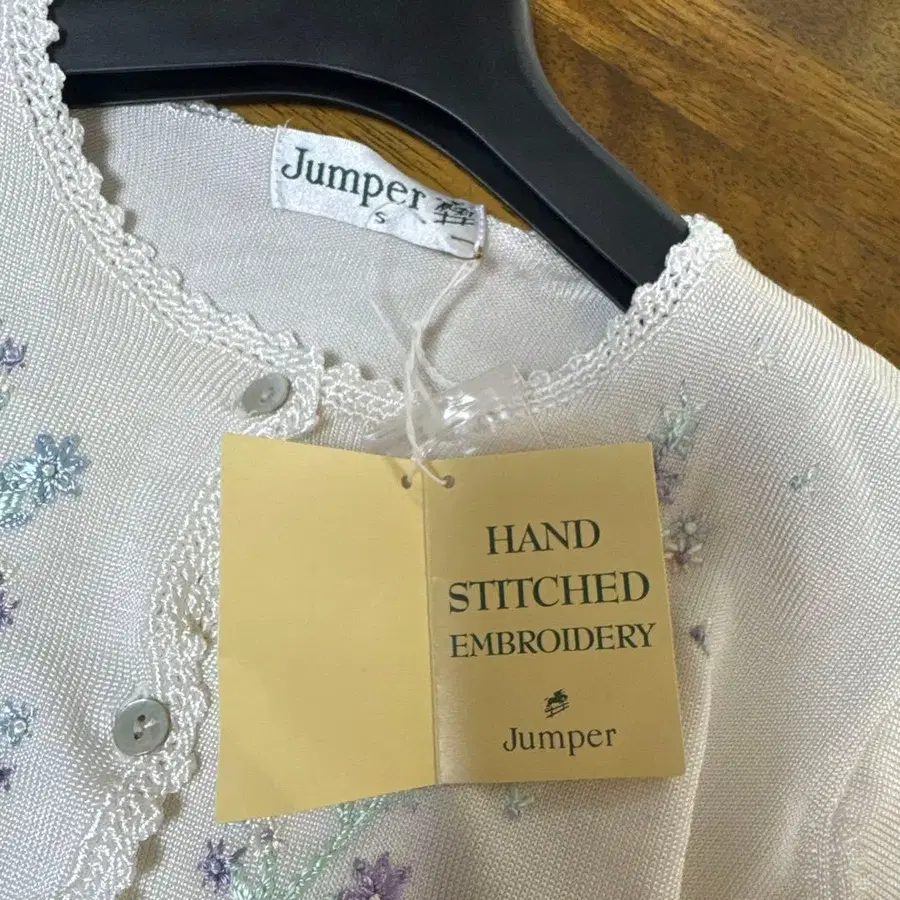 Jumper
S
HAND
STITCHED
EMBROIDERY
Jumper